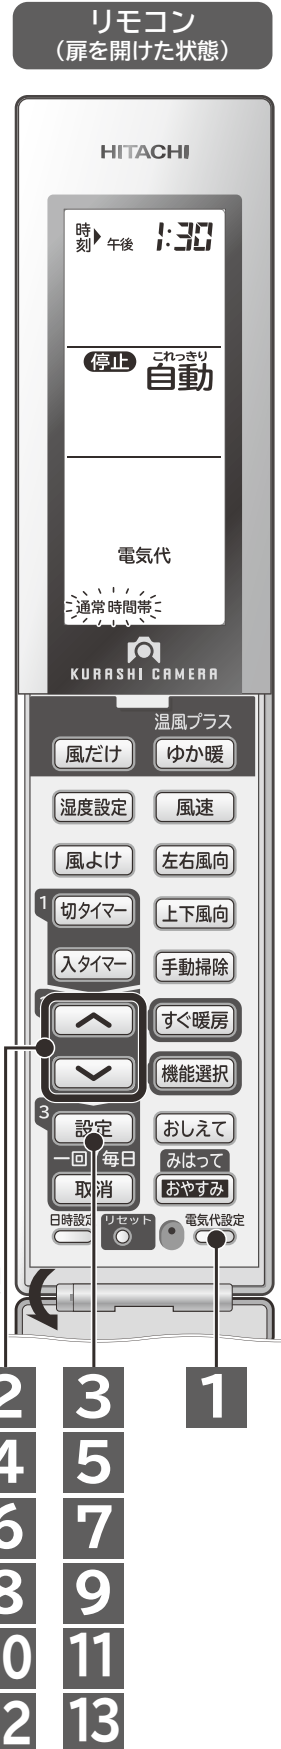 リモコン
（扉を開けた状態）
HITACHI
時刻 午後 1:30
停止 これっきり
自動
電気代
通常時間帯
KURASHI CAMERA
温風プラス
風だけ ゆか暖
湿度設定 風速
風よけ 左右風向
1 切タイマー 上下風向
入タイマー 手動掃除
すぐ暖房
機能選択
3 設定 おしえて
一回 毎日 みはって
取消 おやすみ
日時設定 リセット 電気代設定
2 3 1
4 5
6 7
8 9
0 11
2 13